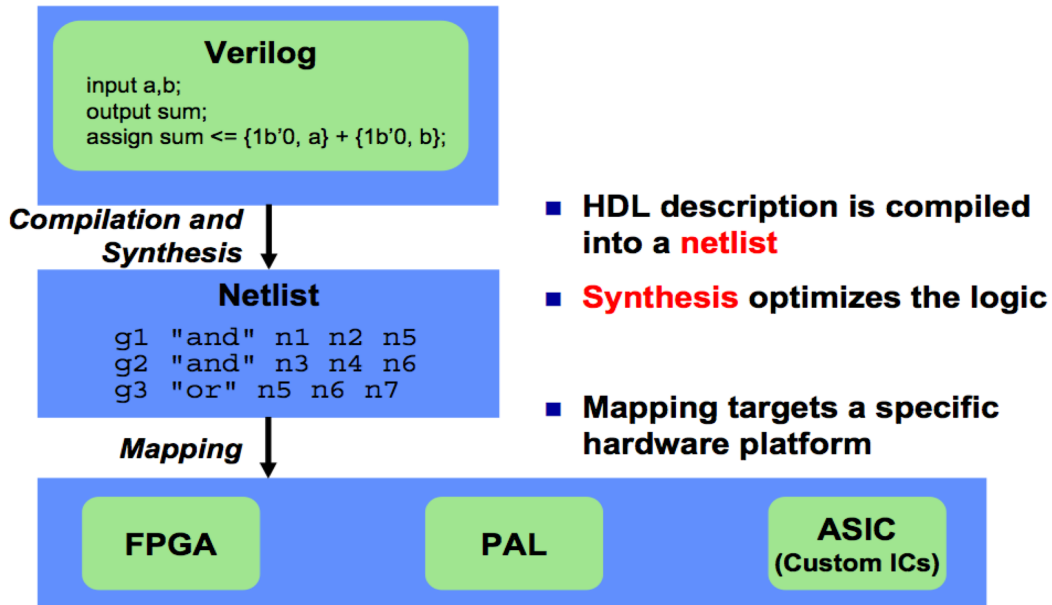 Verilog
input a,b;
output sum;
assign sum <= {1b’0, a} + {1b’0, b};
Compilation and
Synthesis
Netlist
g1 "and" n1 n2 n5
g2 "and" n3 n4 n6
g3 "or" n5 n6 n7
Mapping
FPGA
PAL
ASIC
(Custom ICs)
■ HDL description is compiled
into a netlist
■ Synthesis optimizes the logic
■ Mapping targets a specific
hardware platform